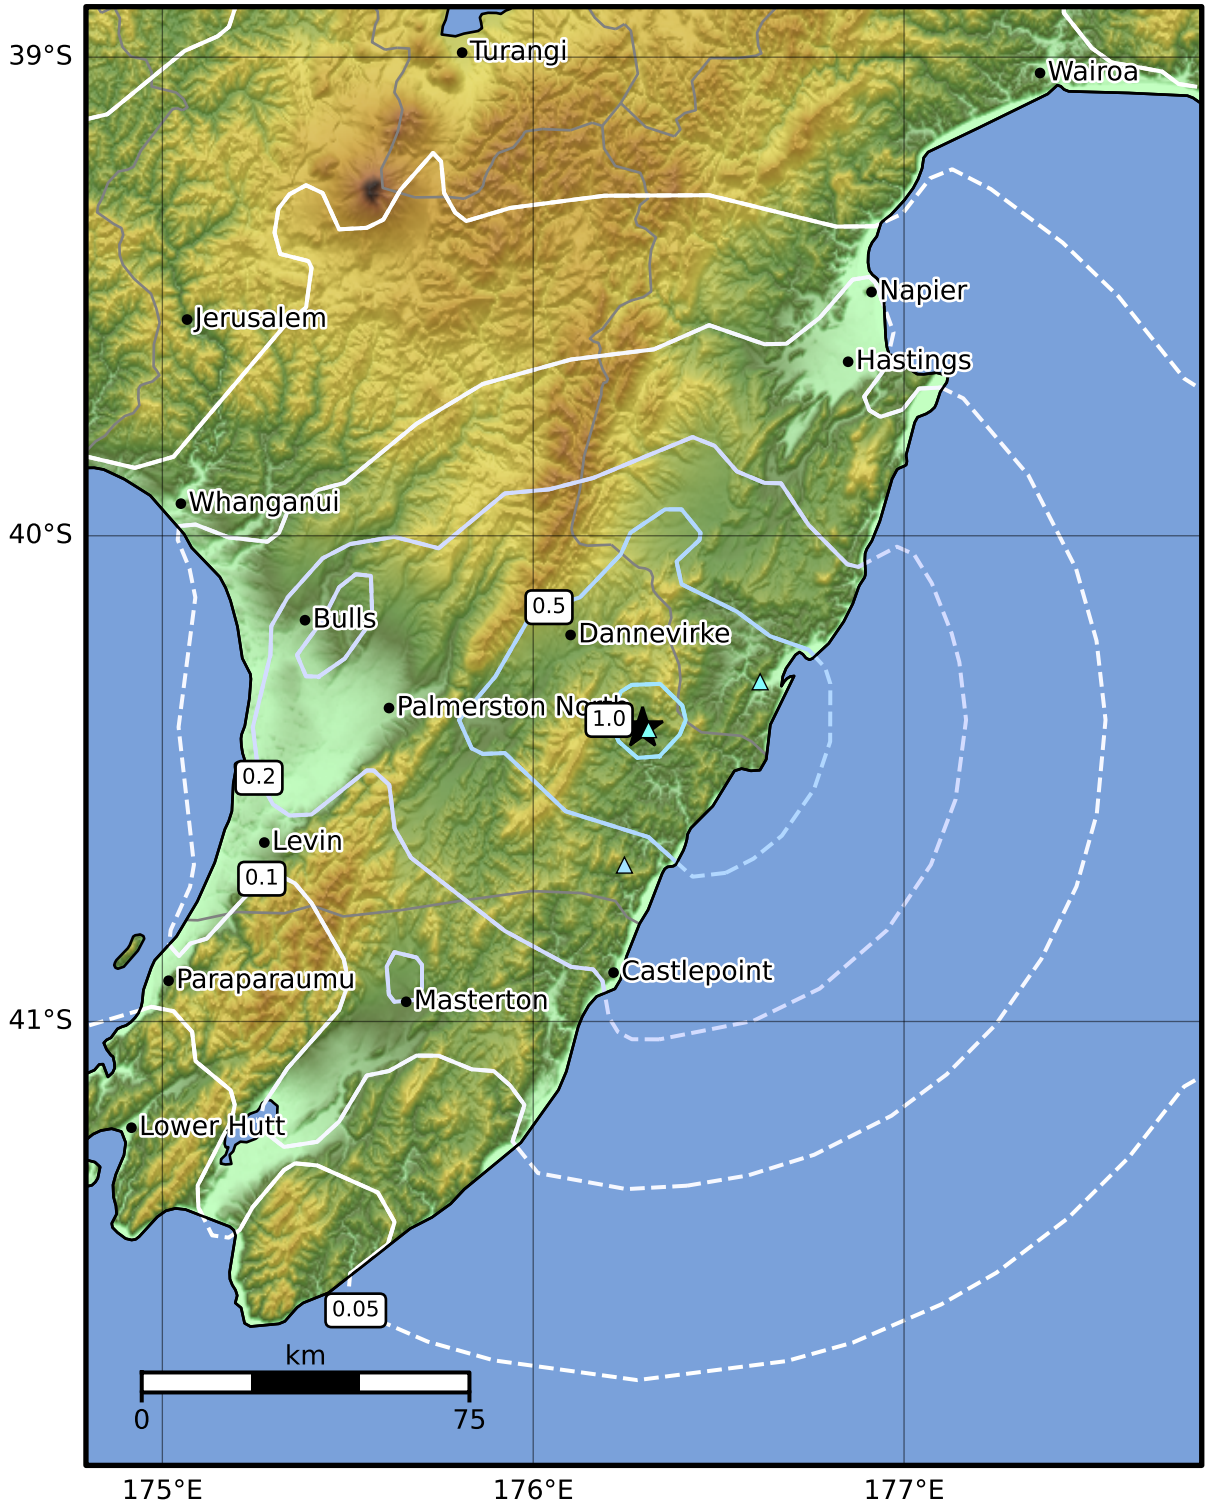 39°S
Turangi
Wairoa
Napier
Jerusalem
Hastings
Whanganui
40°S
0.5
Bulls
Dannevirke
Palmerston North
1.0
0.2
Levin
0.1
Castlepoint
Paraparaumu
Masterton
41°S
Lower Hutt
0.05
km
0
75
175°E
176°E
177°E